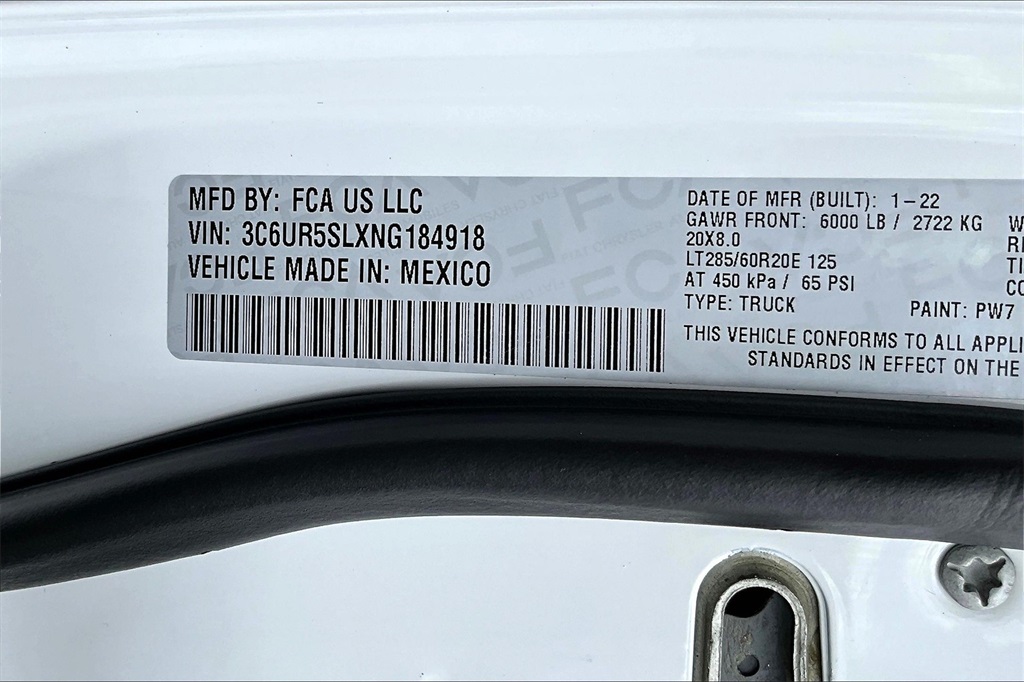 MFD BY: FCA US LLC
VIN: 3C6UR5SLXNG184918
VEHICLE MADE IN: MEXICO
DATE OF MFR (BUILT): 1-22
GAWR FRONT: 6000 LB / 2722 KG
20X8.0
LT285/60R20E 125
AT 450 kPa / 65 PSI
TYPE: TRUCK
PAINT: PW7
THIS VEHICLE CONFORMS TO ALL
STANDARDS IN EFFECT ON THE